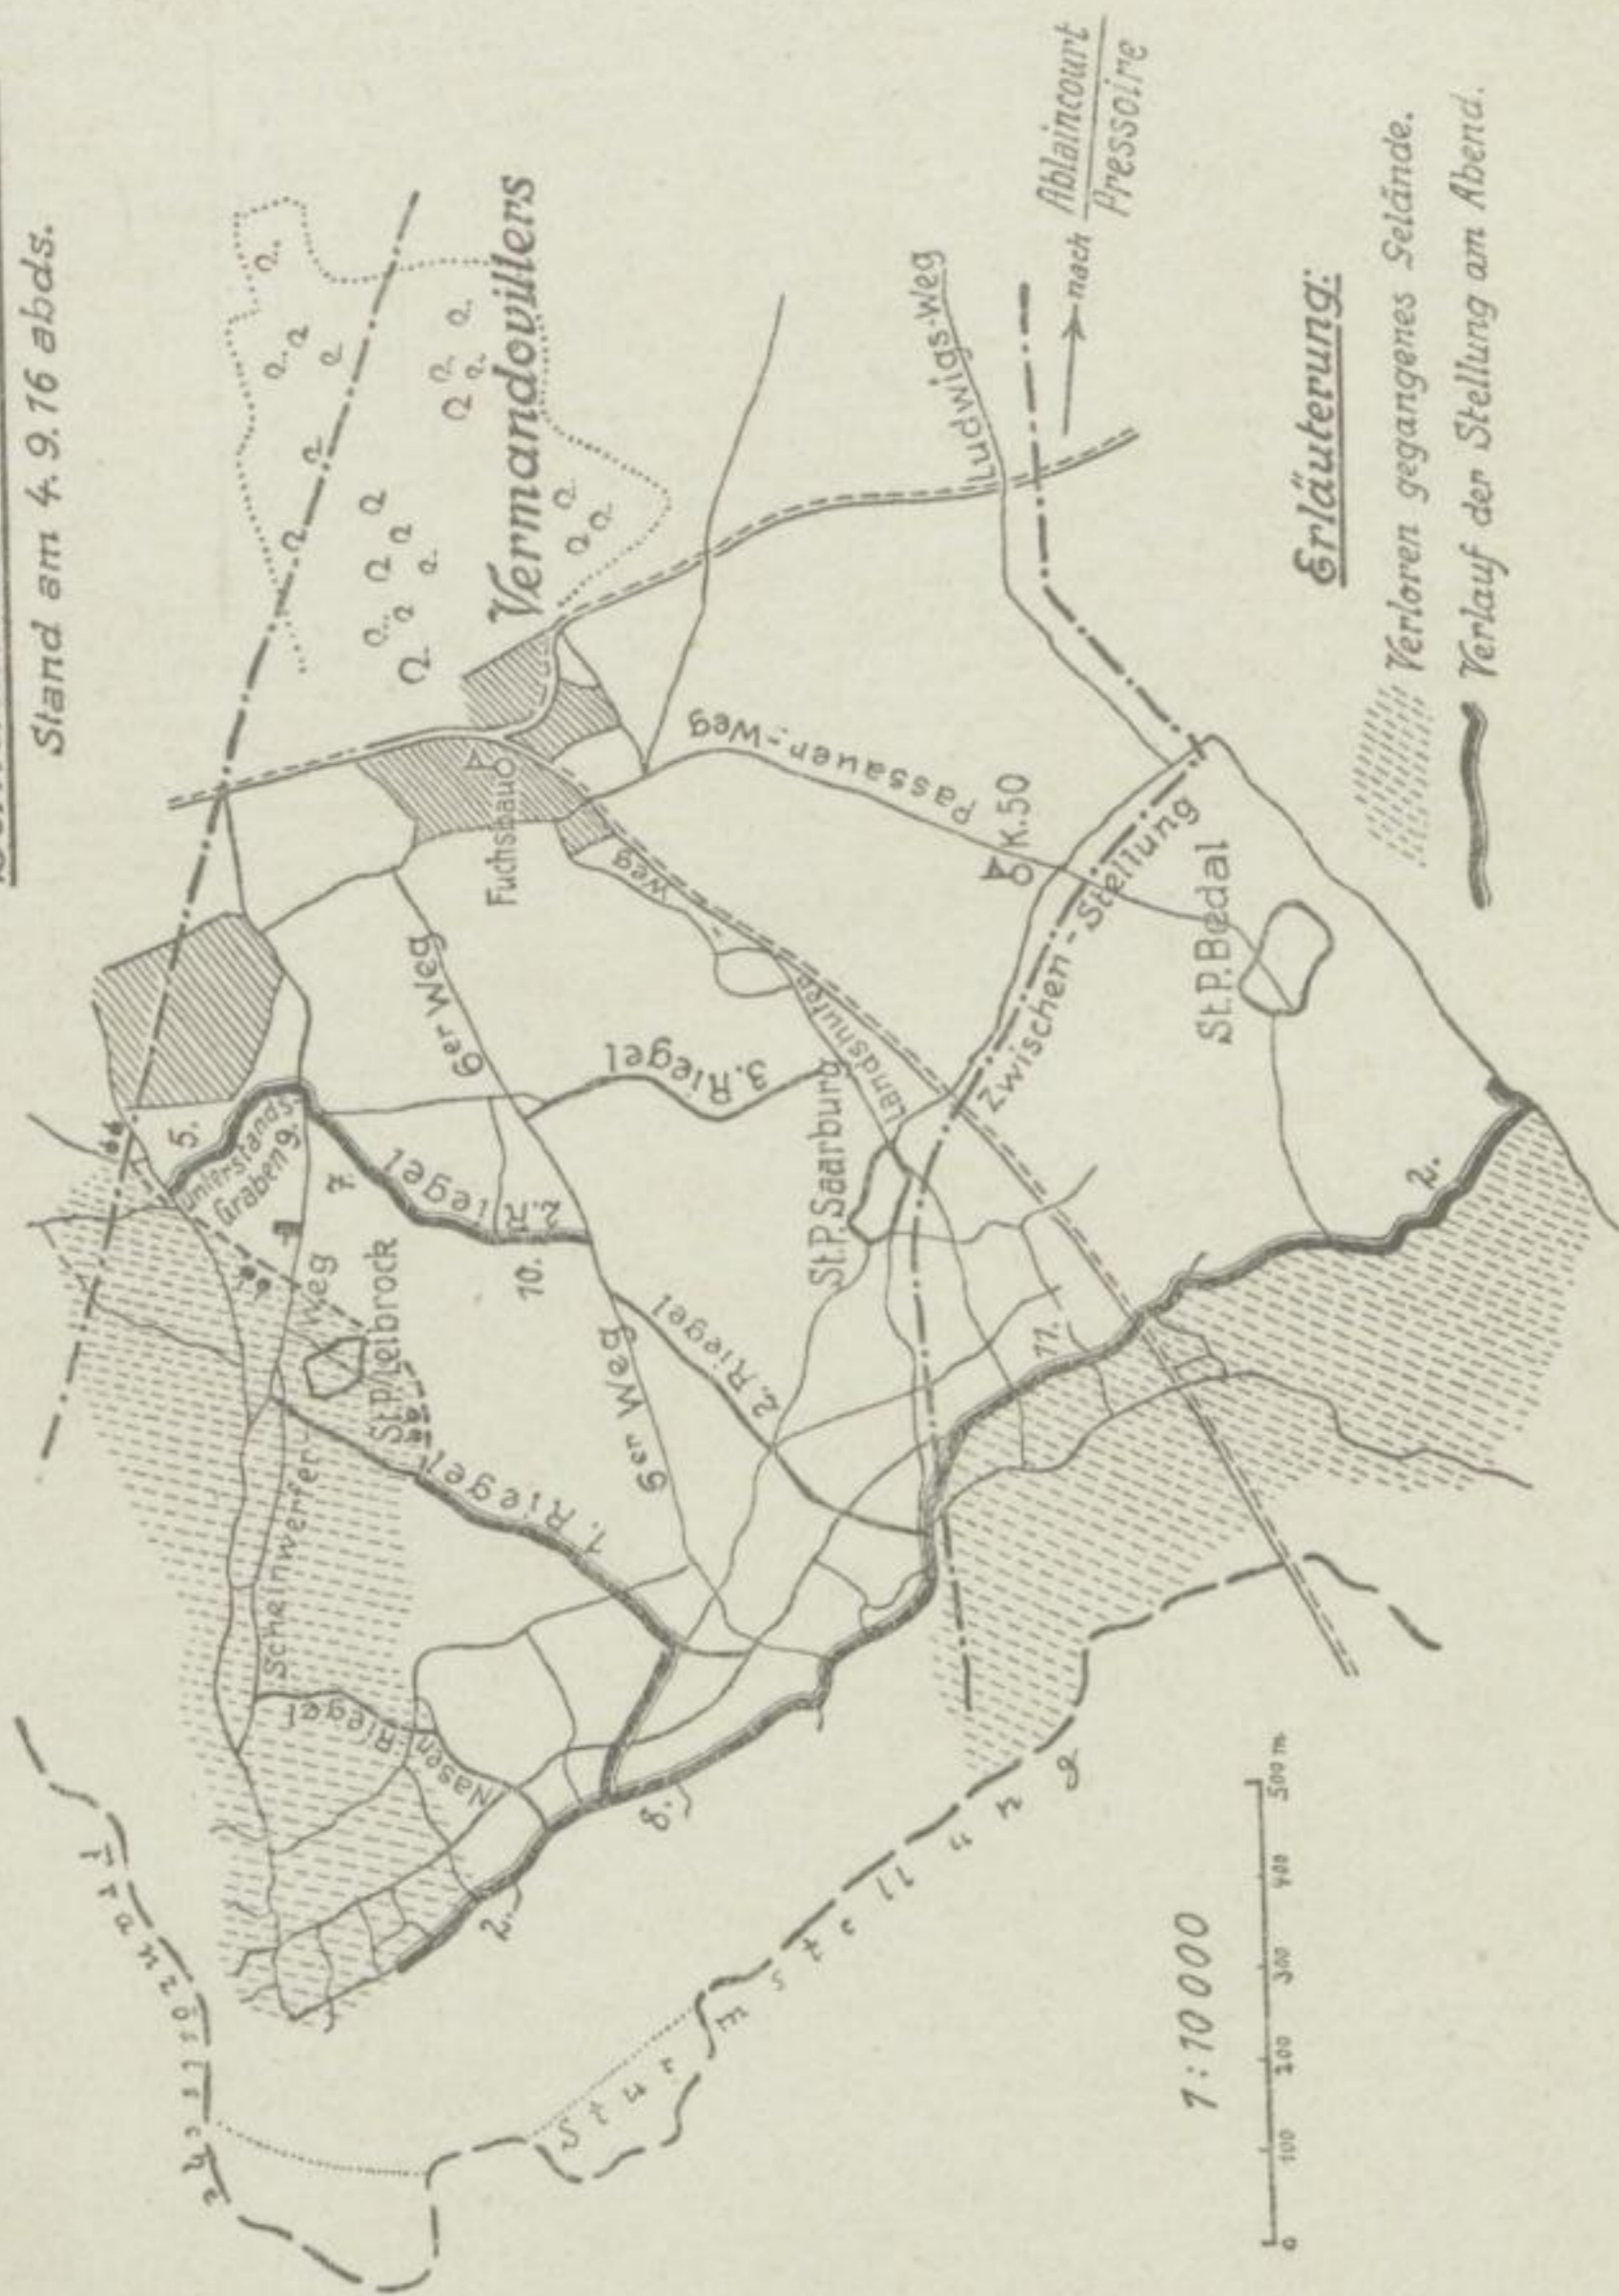 Stand am 4.9.16 abds.
Vermandovillers
Fuchsbau
Ludwigs-Weg
nach Ablaincourt
Pressoire
Passauer-Weg
K.50
Zwischen-Stellung
St.P. Bedal
Landshuter
Weg
6er Weg
3. Riegel
St.P. Saarburg
5.
Unterstands-
Graben
9.
7.
2. Riegel
10.
Weg
St.P. Leibrock
2. Riegel
11.
2.
6er Weg
1. Riegel
Scheinwerfer-
Nasen-Riegel
8.
2.
Sturmstellung
Erläuterung:
Verloren gegangenes Gelände.
Verlauf der Stellung am Abend.
1:10000
0 100 200 300 400 500 m